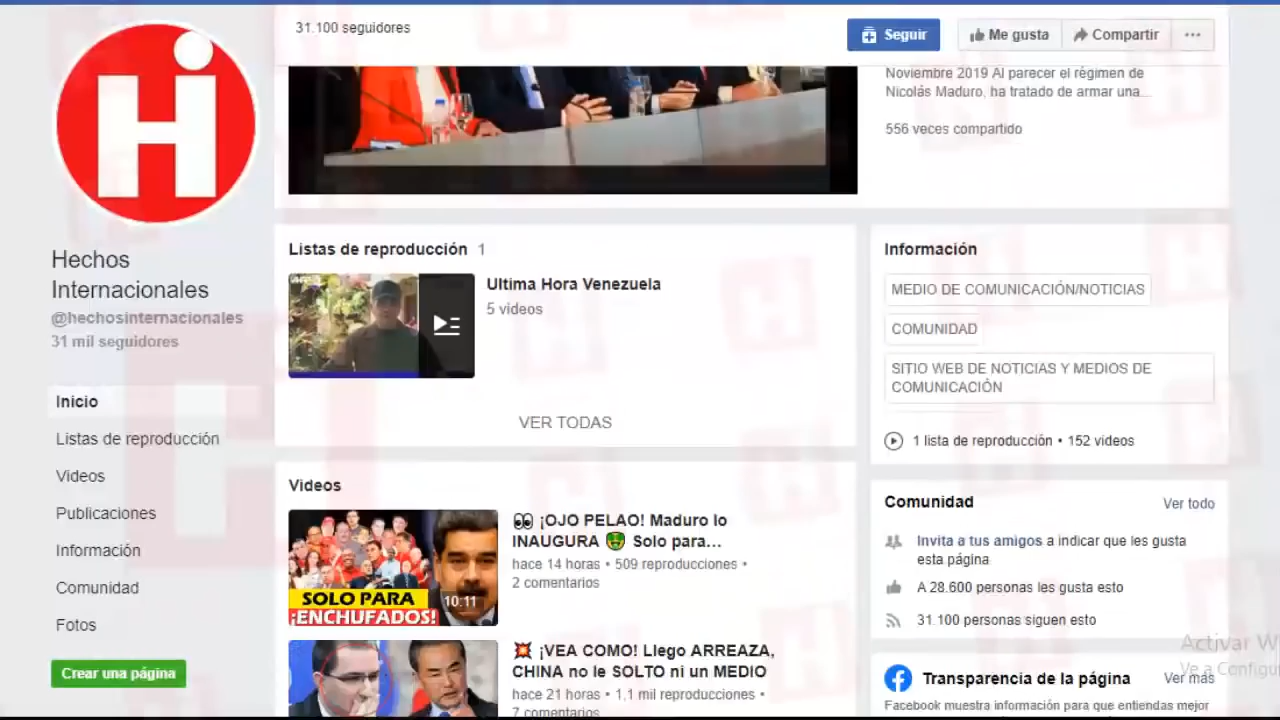 31.100 seguidores
Seguir
Me gusta
Compartir
Noviembre 2019 Al parecer el régimen de
Nicolás Maduro, ha tratado de armar una...
556 veces compartido
Hi
Hechos
Internacionales
@hechosinternacionales
31 mil seguidores
Inicio
Listas de reproducción
Videos
Publicaciones
Información
Comunidad
Fotos
Crear una página
Listas de reproducción 1
Ultima Hora Venezuela
5 videos
VER TODAS
Videos
SOLO PARA
¡ENCHUFADOS!
10:11
👀 ¡OJO PELAO! Maduro lo
INAUGURA 🤑 Solo para...
hace 14 horas • 509 reproducciones •
2 comentarios
💥 ¡VEA COMO! Llego ARREAZA,
CHINA no le SOLTO ni un MEDIO
hace 21 horas • 1,1 mil reproducciones •
7 comentarios
Información
MEDIO DE COMUNICACIÓN/NOTICIAS
COMUNIDAD
SITIO WEB DE NOTICIAS Y MEDIOS DE
COMUNICACIÓN
1 lista de reproducción • 152 videos
Comunidad
Ver todo
Invita a tus amigos a indicar que les gusta
esta página
A 28.600 personas les gusta esto
31.100 personas siguen esto
Activar W
Ve a Configu
Transparencia de la página
Ver más
Facebook muestra información para que entiendas mejor